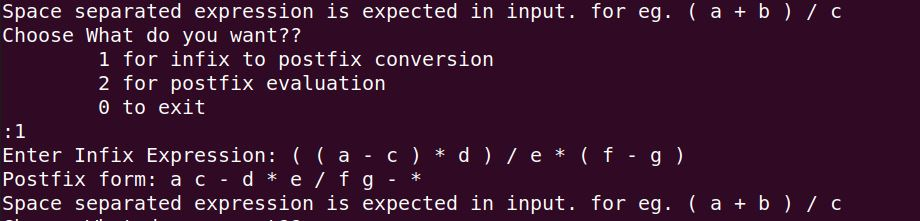 Space separated expression is expected in input. for eg. ( a + b ) / c
Choose What do you want??
1 for infix to postfix conversion
2 for postfix evaluation
0 to exit
:1
Enter Infix Expression: ( ( a - c ) * d ) / e * ( f - g )
Postfix form: a c - d * e / f g - *
Space separated expression is expected in input. for eg. ( a + b ) / c